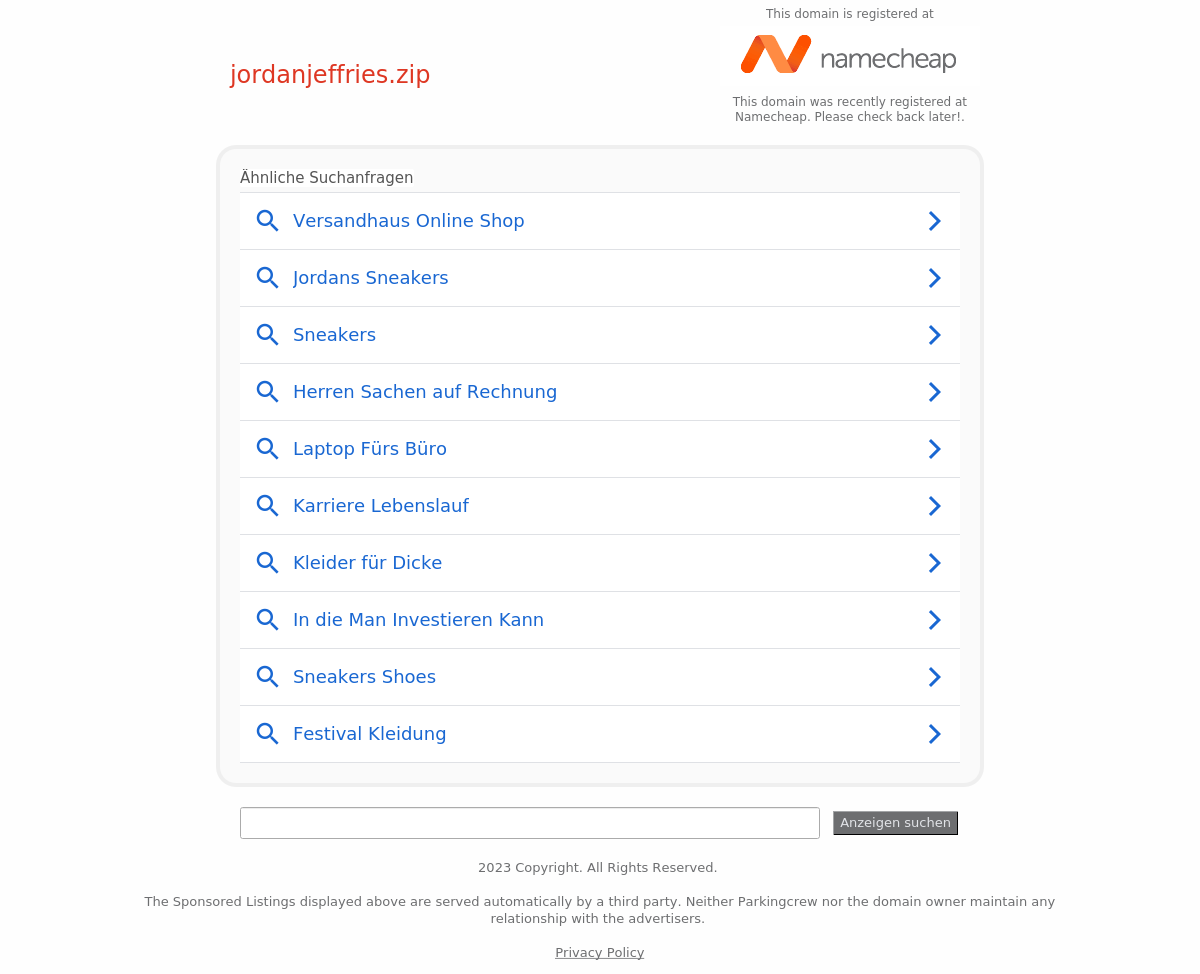 This domain is registered at
namecheap
jordanjeffries.zip
This domain was recently registered at
Namecheap. Please check back later!.
Ähnliche Suchanfragen
Versandhaus Online Shop
Jordans Sneakers
Sneakers
Herren Sachen auf Rechnung
Laptop Fürs Büro
Karriere Lebenslauf
Kleider für Dicke
In die Man Investieren Kann
Sneakers Shoes
Festival Kleidung
Anzeigen suchen
2023 Copyright. All Rights Reserved.
The Sponsored Listings displayed above are served automatically by a third party. Neither Parkingcrew nor the domain owner maintain any
relationship with the advertisers.
Privacy Policy